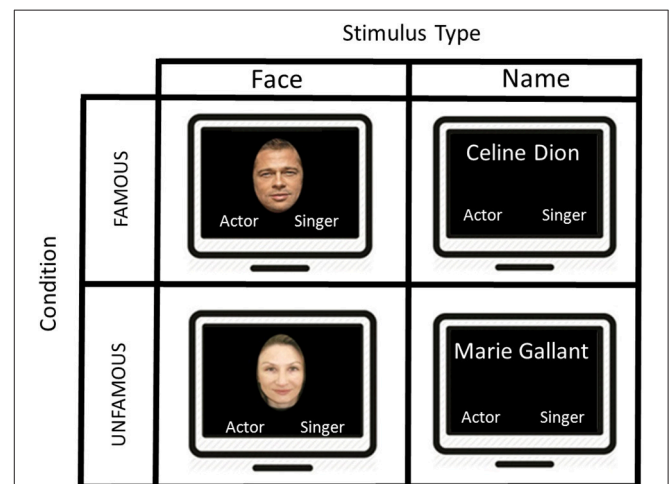 Stimulus Type
Face Name
Condition
FAMOUS
Actor Singer
Celine Dion
Actor Singer
UNFAMOUS
Actor Singer
Marie Gallant
Actor Singer